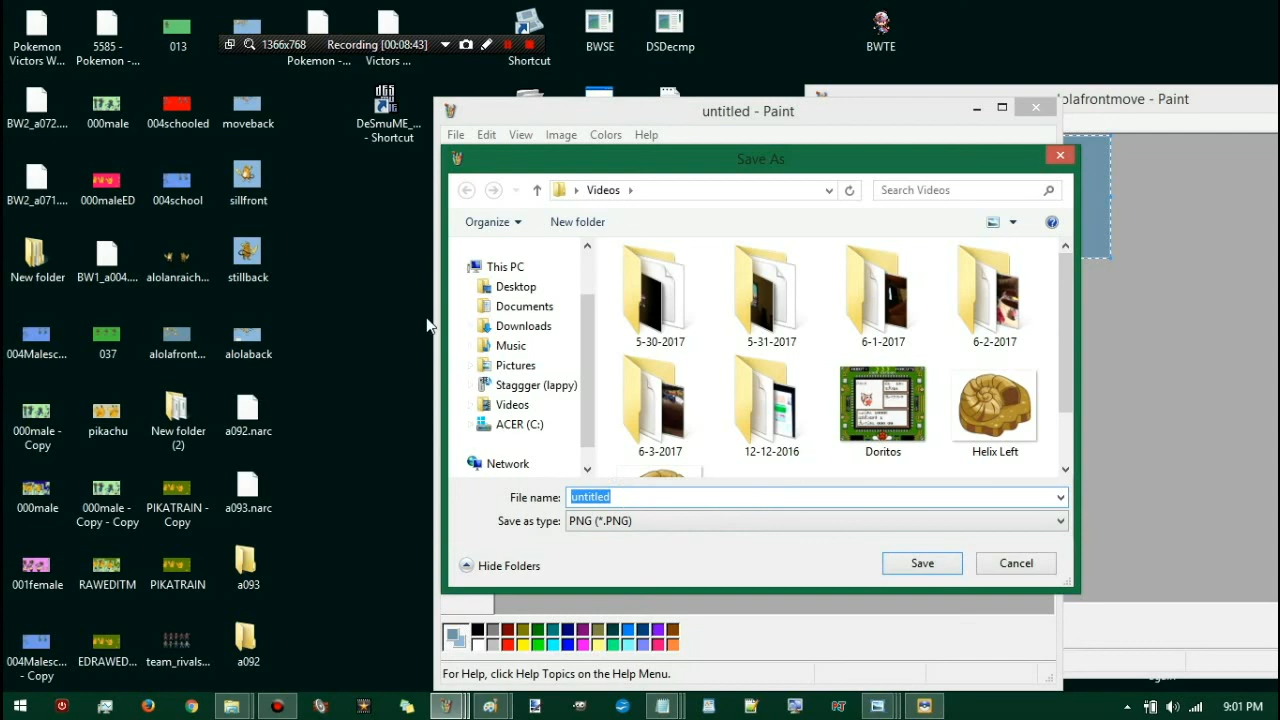 Pokemon
Victors W...
5585 -
Pokemon -...
013
1366x768
Recording [00:08:43]
Pokemon -...
Victors ...
Shortcut
BWSE
DSDecmp
BWTE
BW2_a072....
000male
004schooled
moveback
DeSmuME_...
- Shortcut
BW2_a071....
000maleED
004school
sillfront
New folder
BW1_a004....
alolanraich...
stillback
004Malesc...
037
alolafront...
alolaback
000male -
Copy
pikachu
New folder
(2)
a092.narc
000male
000male -
Copy - Copy
PIKATRAIN -
Copy
a093.narc
001female
RAWEDITM
PIKATRAIN
a093
004Malesc...
- Copy
EDRAWED...
team_rivals...
a092
olafrontmove - Paint
untitled - Paint
File Edit View Image Colors Help
Save As
Videos
Search Videos
Organize
New folder
This PC
Desktop
Documents
Downloads
Music
Pictures
Staggger (lappy)
Videos
ACER (C:)
Network
5-30-2017
5-31-2017
6-1-2017
6-2-2017
6-3-2017
12-12-2016
Doritos
Helix Left
File name: untitled
Save as type: PNG (*.PNG)
Hide Folders
Save
Cancel
For Help, click Help Topics on the Help Menu.
9:01 PM